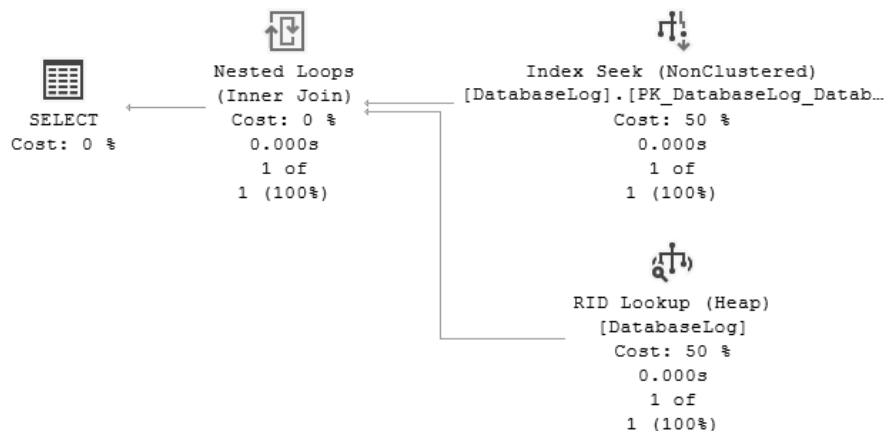 SELECT
Cost: 0 %
Nested Loops
(Inner Join)
Cost: 0 %
0.000s
1 of
1 (100%)
Index Seek (NonClustered)
[DatabaseLog].[PK_DatabaseLog_Datab…
Cost: 50 %
0.000s
1 of
1 (100%)
RID Lookup (Heap)
[DatabaseLog]
Cost: 50 %
0.000s
1 of
1 (100%)